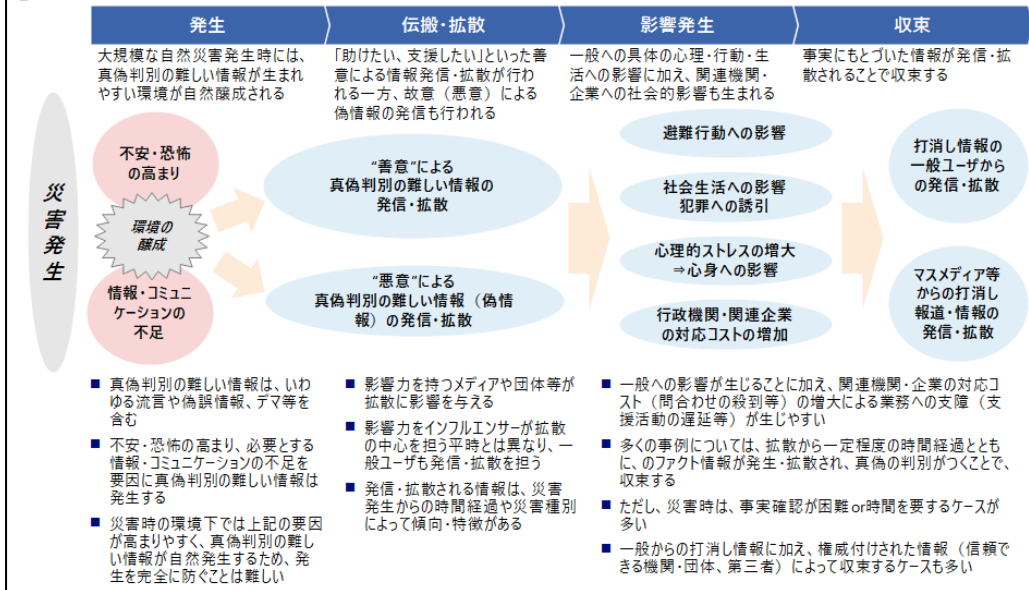 発生
伝搬・拡散
影響発生
収束
大規模な自然災害発生時には、
真偽判別の難しい情報が生まれ
やすい環境が自然醸成される
「助けたい、支援したい」といった善
意による情報発信・拡散が行わ
れる一方、故意（悪意）による
偽情報の発信も行われる
一般への具体の心理・行動・生
活への影響に加え、関連機関・
企業への社会的影響も生まれる
事実にもとづいた情報が発信・拡
散されることで収束する
災害発生
不安・恐怖
の高まり
環境の
醸成
情報・コミュニ
ケーションの
不足
“善意”による
真偽判別の難しい情報の
発信・拡散
“悪意”による
真偽判別の難しい情報（偽情
報）の発信・拡散
避難行動への影響
社会生活への影響
犯罪への誘引
心理的ストレスの増大
⇒心身への影響
行政機関・関連企業
の対応コストの増加
打消し情報の
一般ユーザから
の発信・拡散
マスメディア等
からの打消し
報道・情報の
発信・拡散
■ 真偽判別の難しい情報は、いわ
ゆる流言や偽誤情報、デマ等を
含む
■ 不安・恐怖の高まり、必要とする
情報・コミュニケーションの不足を
要因に真偽判別の難しい情報は
発生する
■ 災害時の環境下では上記の要因
が高まりやすく、真偽判別の難し
い情報が自然発生するため、発
生を完全に防ぐことは難しい
■ 影響力を持つメディアや団体等が
拡散に影響を与える
■ 影響力をインフルエンサーが拡散
の中心を担う平時とは異なり、一
般ユーザも発信・拡散を担う
■ 発信・拡散される情報は、災害
発生からの時間経過や災害種別
によって傾向・特徴がある
■ 一般への影響が生じることに加え、関連機関・企業の対応コ
スト（問合わせの殺到等）の増大による業務への支障（支
援活動の遅延等）が生じやすい
■ 多くの事例については、拡散から一定程度の時間経過ととも
に、のファクト情報が発生・拡散され、真偽の判別がつくことで、
収束する
■ ただし、災害時は、事実確認が困難or時間を要するケースが
多い
■ 一般からの打消し情報に加え、権威付けされた情報（信頼で
きる機関・団体、第三者）によって収束するケースも多い